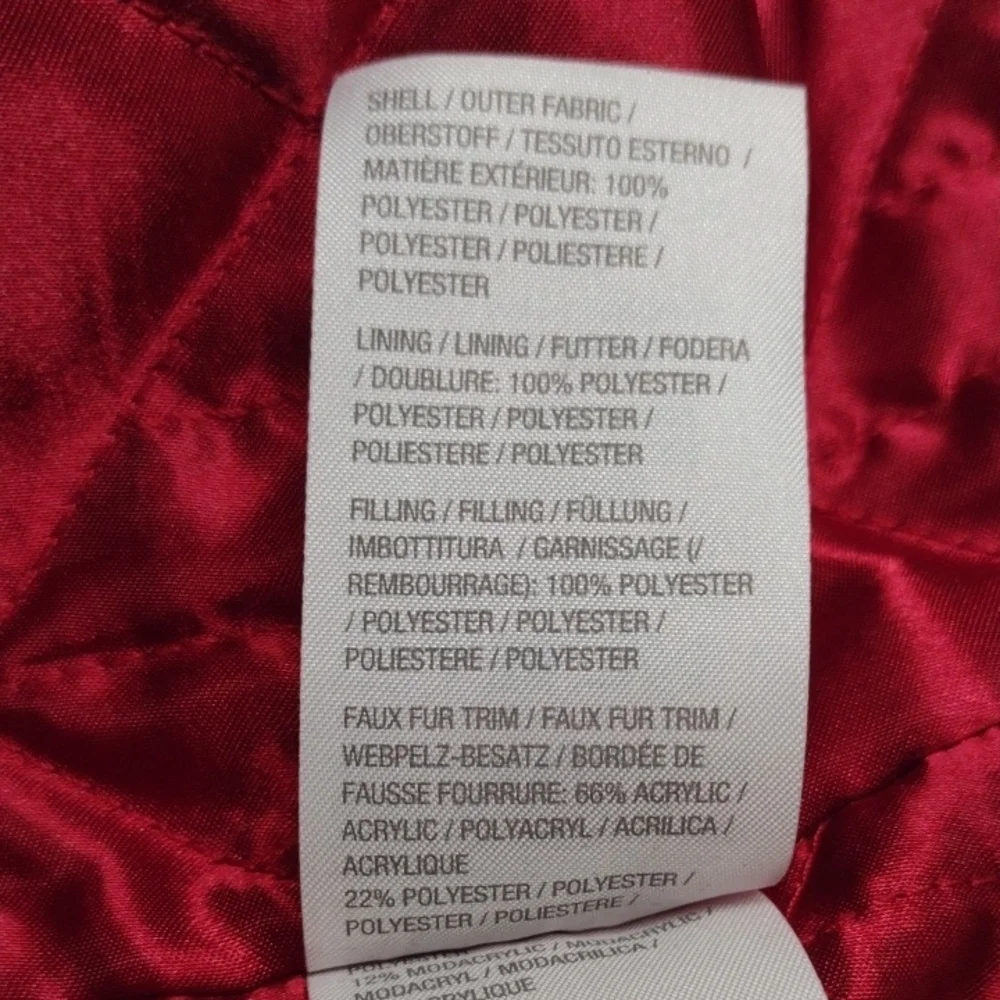 SHELL / OUTER FABRIC /
OBERSTOFF / TESSUTO ESTERNO /
MATIÈRE EXTÉRIEUR: 100%
POLYESTER / POLYESTER /
POLYESTER / POLIESTERE /
POLYESTER
LINING / LINING / FUTTER / FODERA
/ DOUBLURE: 100% POLYESTER /
POLYESTER / POLYESTER /
POLIESTERE / POLYESTER
FILLING / FILLING / FÜLLUNG /
IMBOTTITURA / GARNISSAGE (/
REMBOURRAGE): 100% POLYESTER
/ POLYESTER / POLYESTER /
POLIESTERE / POLYESTER
FAUX FUR TRIM / FAUX FUR TRIM /
WEBPELZ-BESATZ / BORDÉE DE
FAUSSE FOURRURE: 66% ACRYLIC /
ACRYLIC / POLYACRYL / ACRILICA /
ACRYLIQUE
22% POLYESTER / POLYESTER /
POLYESTER / POLIESTERE /
12% MODACRYLIC / MODACRYLIC /
MODACRYL / MODACRILICA /